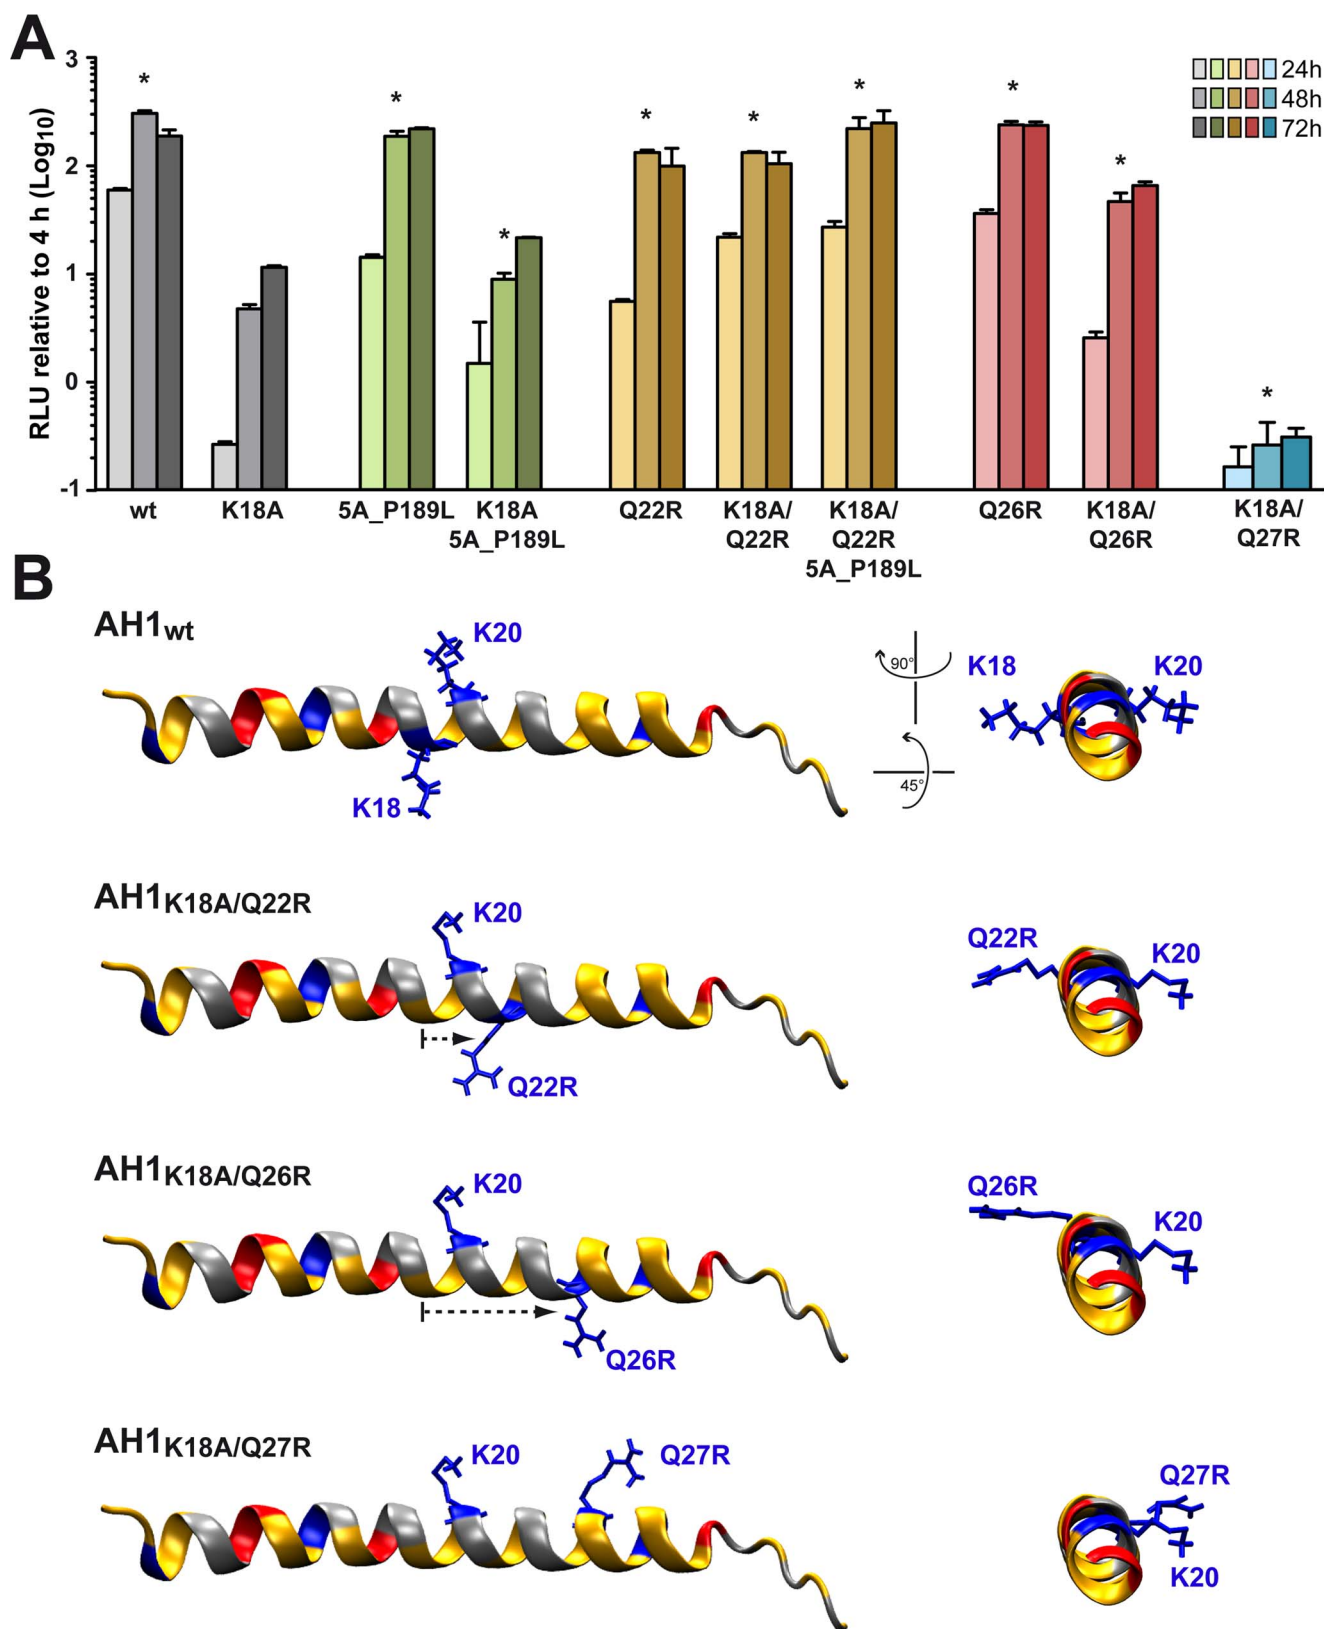 A
RLU relative to 4 h (Log10)
3
2
1
0
-1
* * * * * * * * * *
24h
48h
72h
wt K18A 5A_P189L K18A Q22R K18A/ K18A/ Q26R K18A/ K18A/
5A_P189L Q22R Q22R Q26R Q27R
5A_P189L
B
AH1wt
K20
K18
90°
45°
K18 K20
AH1K18A/Q22R
K20
Q22R
Q22R
K20
AH1K18A/Q26R
K20
Q26R
Q26R
K20
AH1K18A/Q27R
K20 Q27R
Q27R
K20